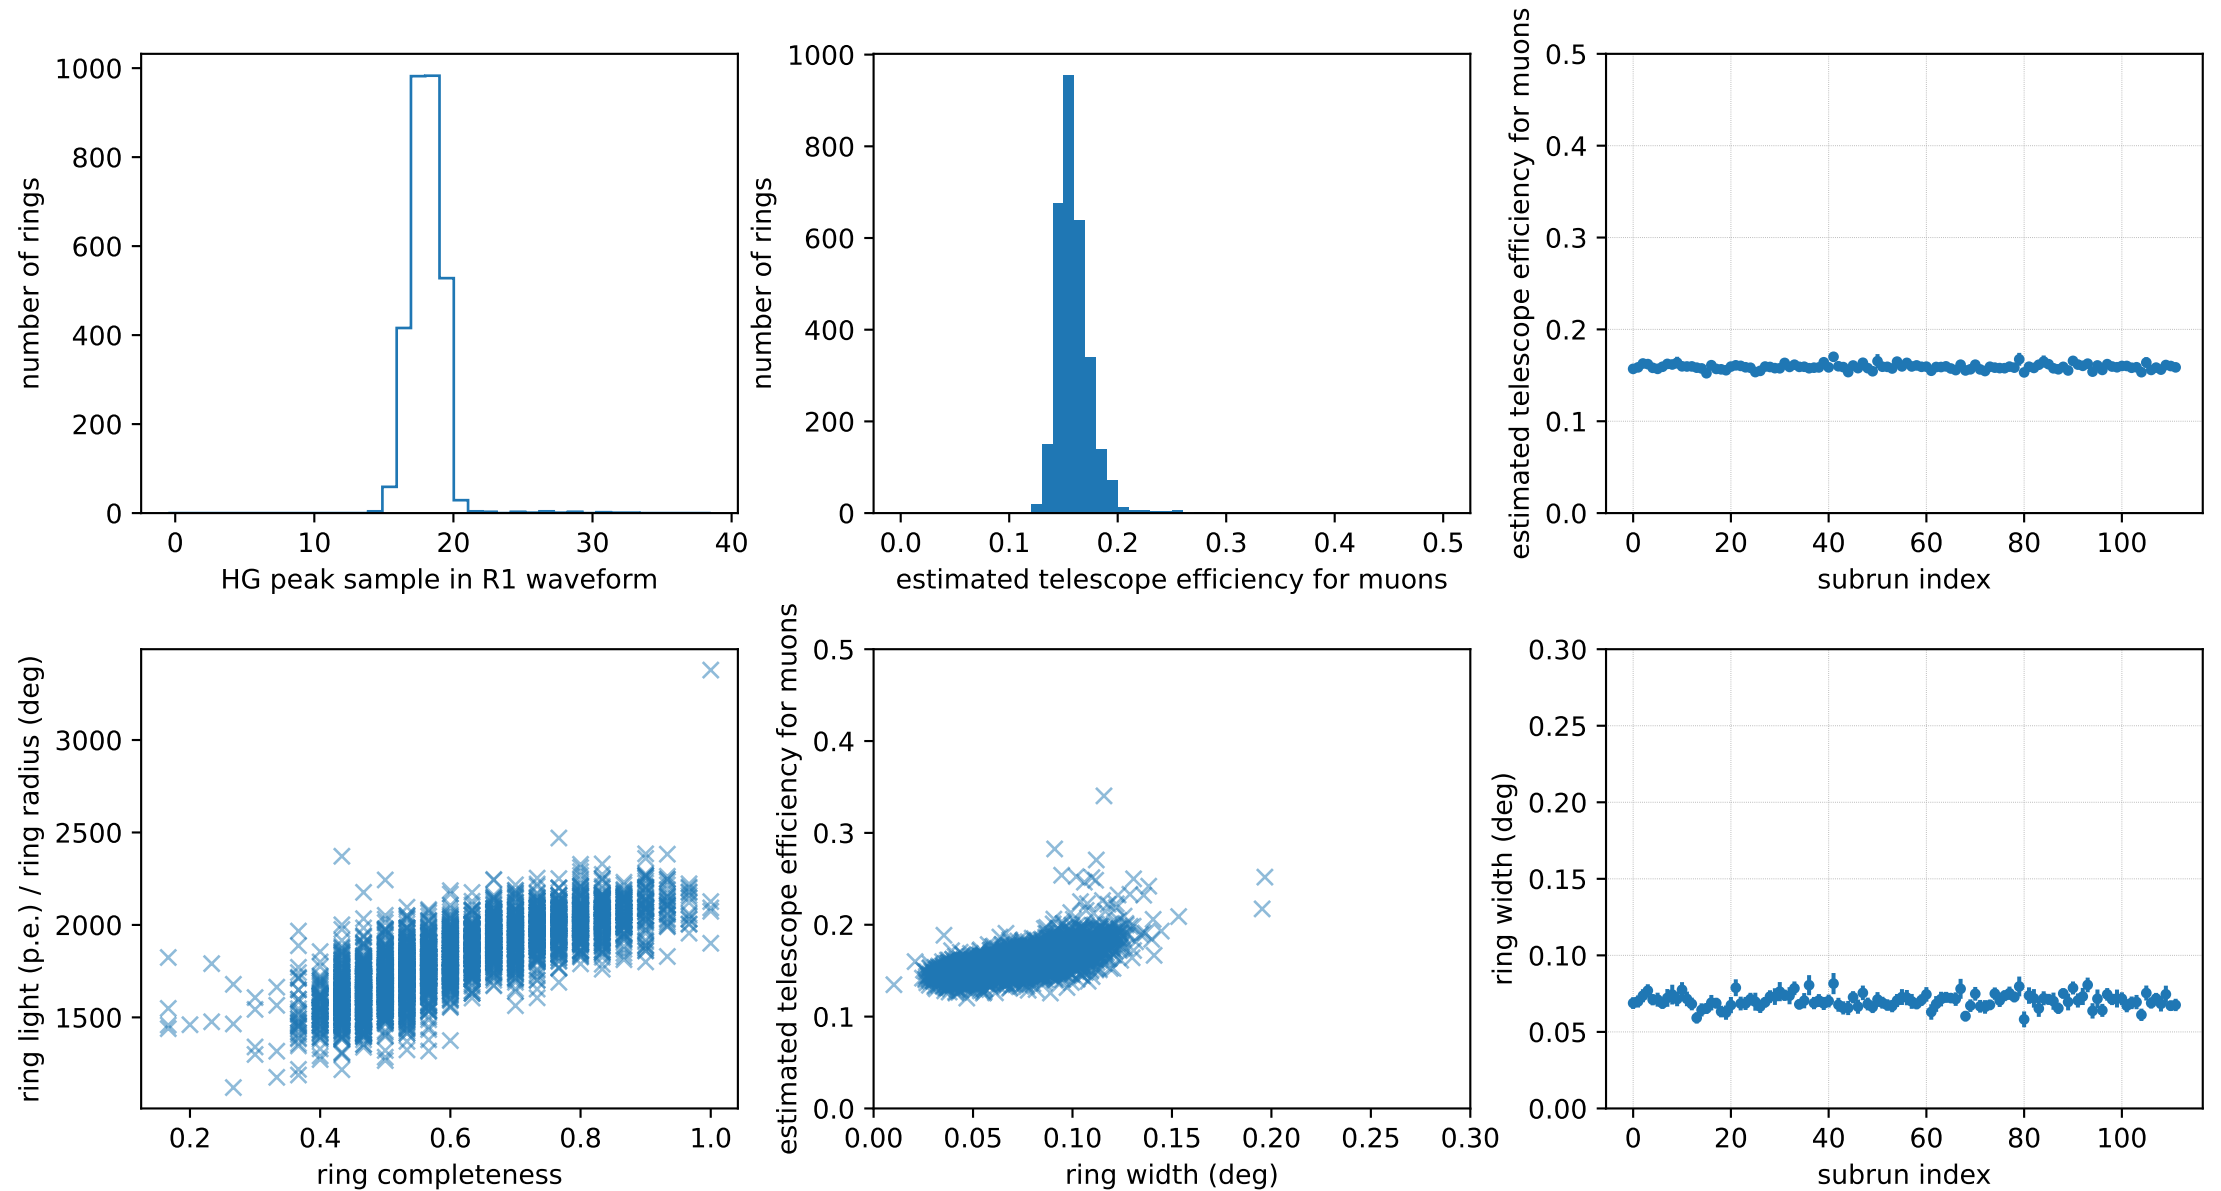 1000
800
600
400
200
0
number of rings
0 10 20 30 40
HG peak sample in R1 waveform
1000
800
600
400
200
0
number of rings
0.0 0.1 0.2 0.3 0.4 0.5
estimated telescope efficiency for muons
0.5
0.4
0.3
0.2
0.1
0.0
estimated telescope efficiency for muons
0 20 40 60 80 100
subrun index
3000
2500
2000
1500
ring light (p.e.) / ring radius (deg)
0.2 0.4 0.6 0.8 1.0
ring completeness
0.5
0.4
0.3
0.2
0.1
0.0
estimated telescope efficiency for muons
0.00 0.05 0.10 0.15 0.20 0.25 0.30
ring width (deg)
0.30
0.25
0.20
0.15
0.10
0.05
0.00
ring width (deg)
0 20 40 60 80 100
subrun index